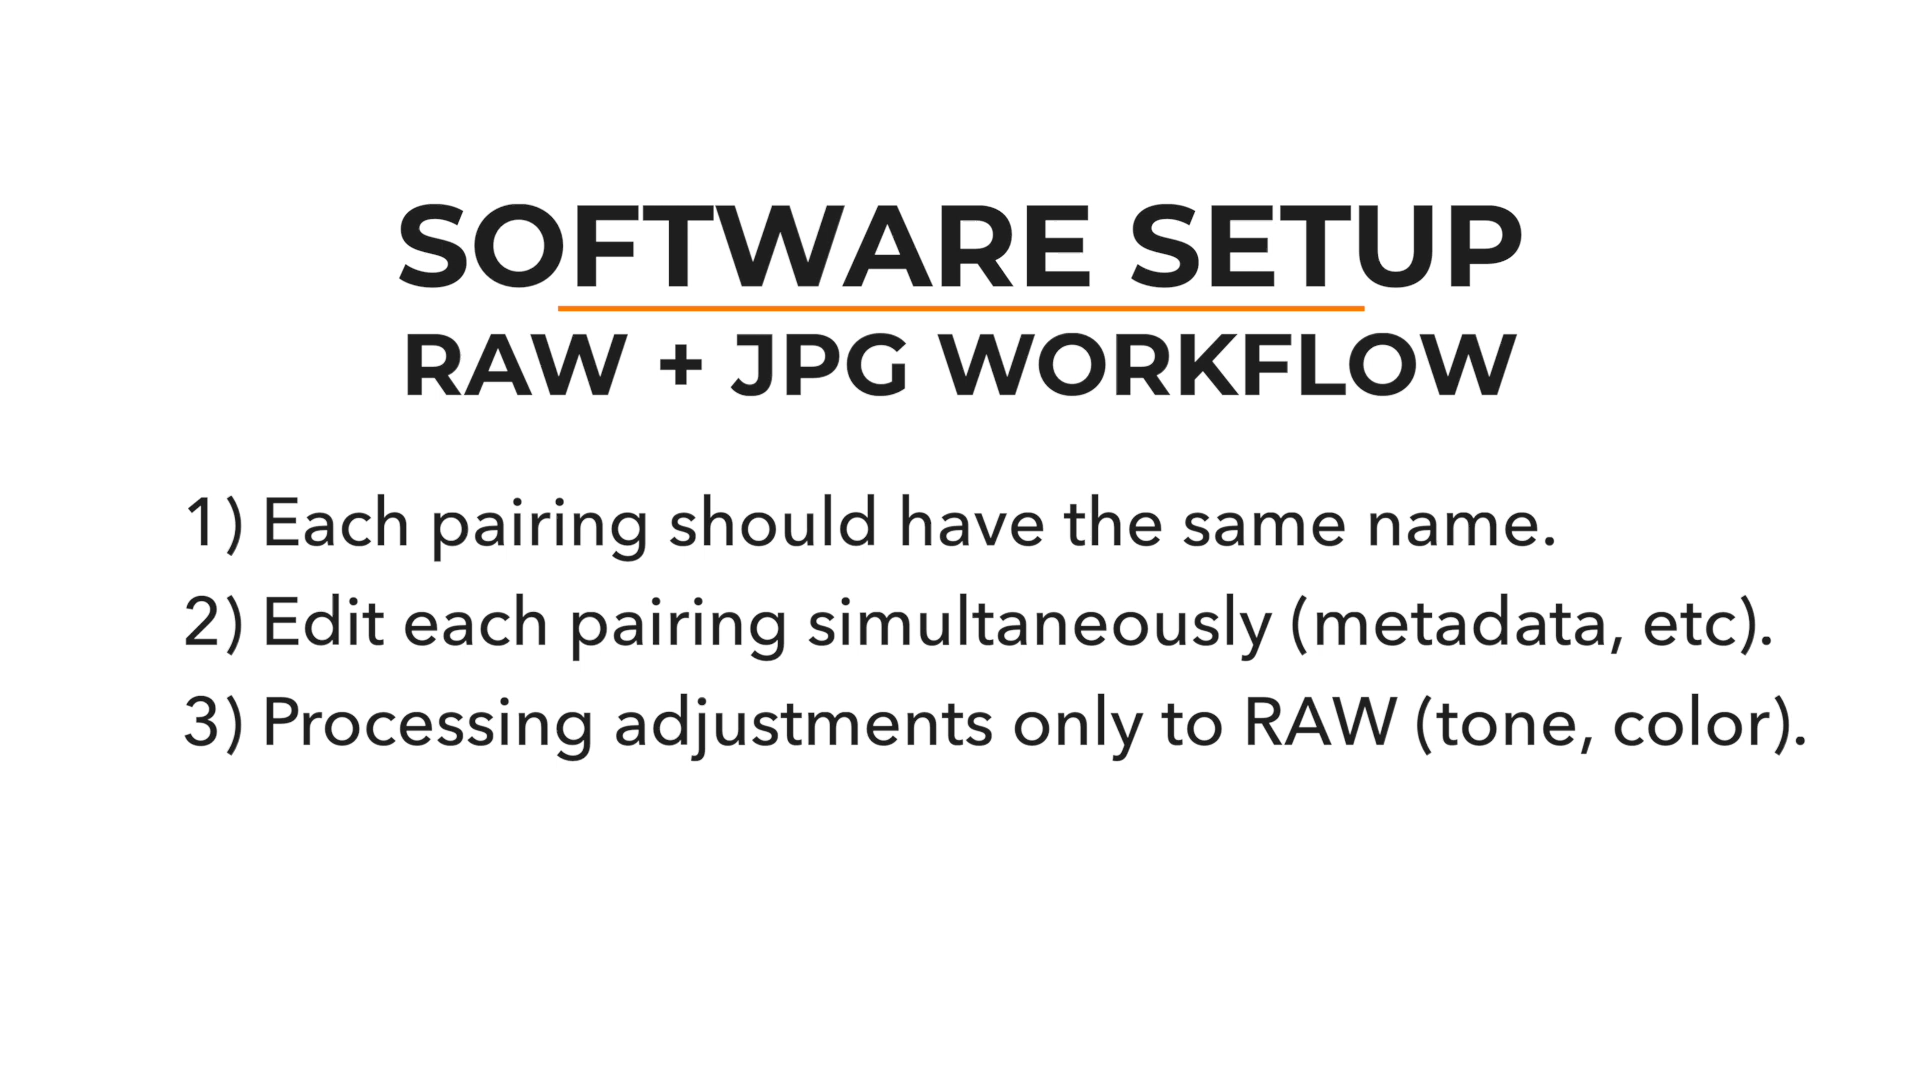 SOFTWARE SETUP
RAW + JPG WORKFLOW
1) Each pairing should have the same name.
2) Edit each pairing simultaneously (metadata, etc).
3) Processing adjustments only to RAW (tone, color).